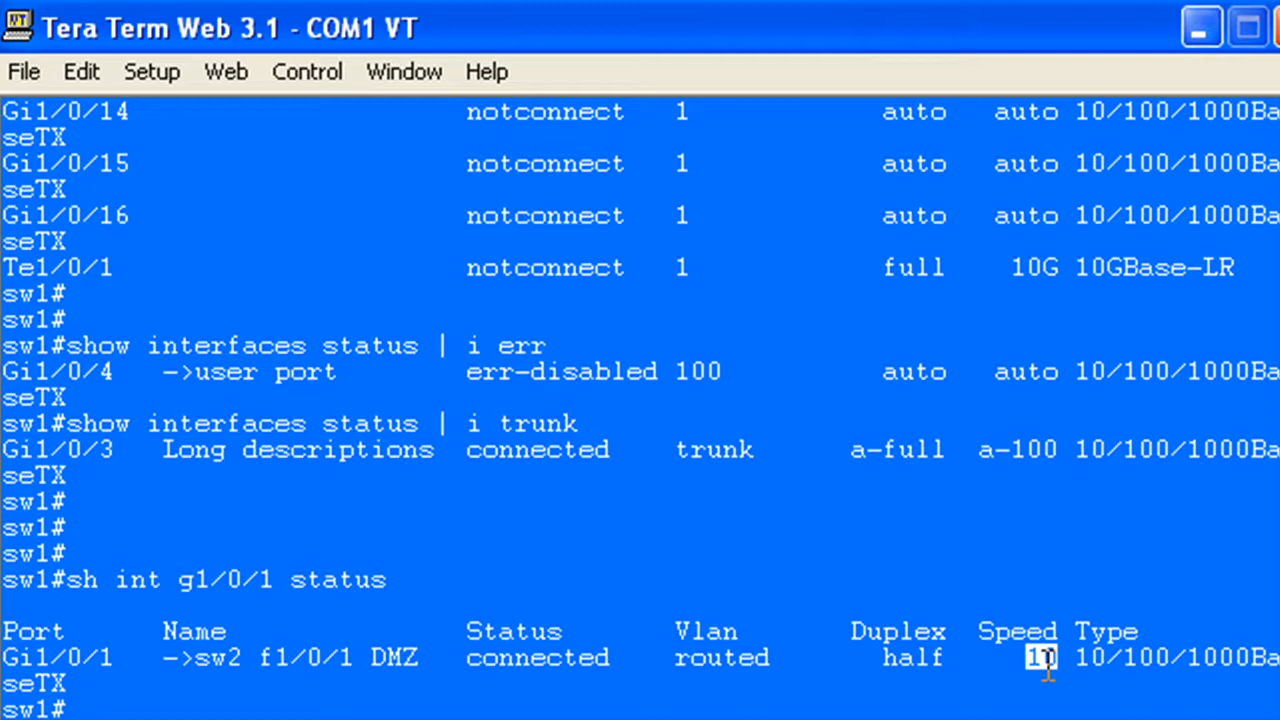 Tera Term Web 3.1 - COM1 VT
File Edit Setup Web Control Window Help
Gi1/0/14 notconnect 1 auto auto 10/100/1000Ba
seTX
Gi1/0/15 notconnect 1 auto auto 10/100/1000Ba
seTX
Gi1/0/16 notconnect 1 auto auto 10/100/1000Ba
seTX
Te1/0/1 notconnect 1 full 10G 10GBase-LR
sw1#
sw1#
sw1#show interfaces status | i err
Gi1/0/4 ->user port err-disabled 100 auto auto 10/100/1000Ba
seTX
sw1#show interfaces status | i trunk
Gi1/0/3 Long descriptions connected trunk a-full a-100 10/100/1000Ba
seTX
sw1#
sw1#
sw1#
sw1#sh int g1/0/1 status
Port Name Status Vlan Duplex Speed Type
Gi1/0/1 ->sw2 f1/0/1 DMZ connected routed half 10 10/100/1000Ba
seTX
sw1#